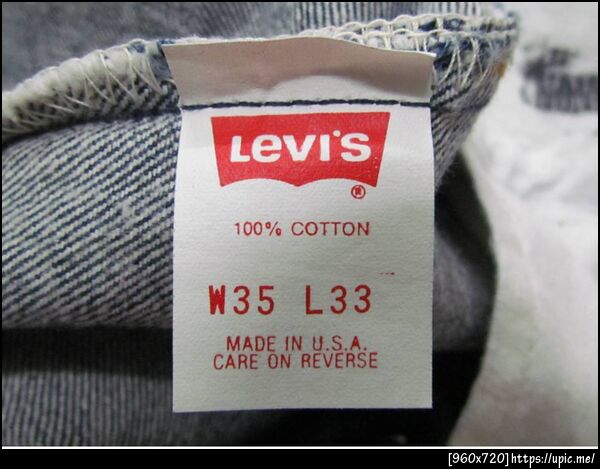 Levi's
®
100% COTTON
W35 L33
MADE IN U.S.A.
CARE ON REVERSE
[960x720]https://upic.me/